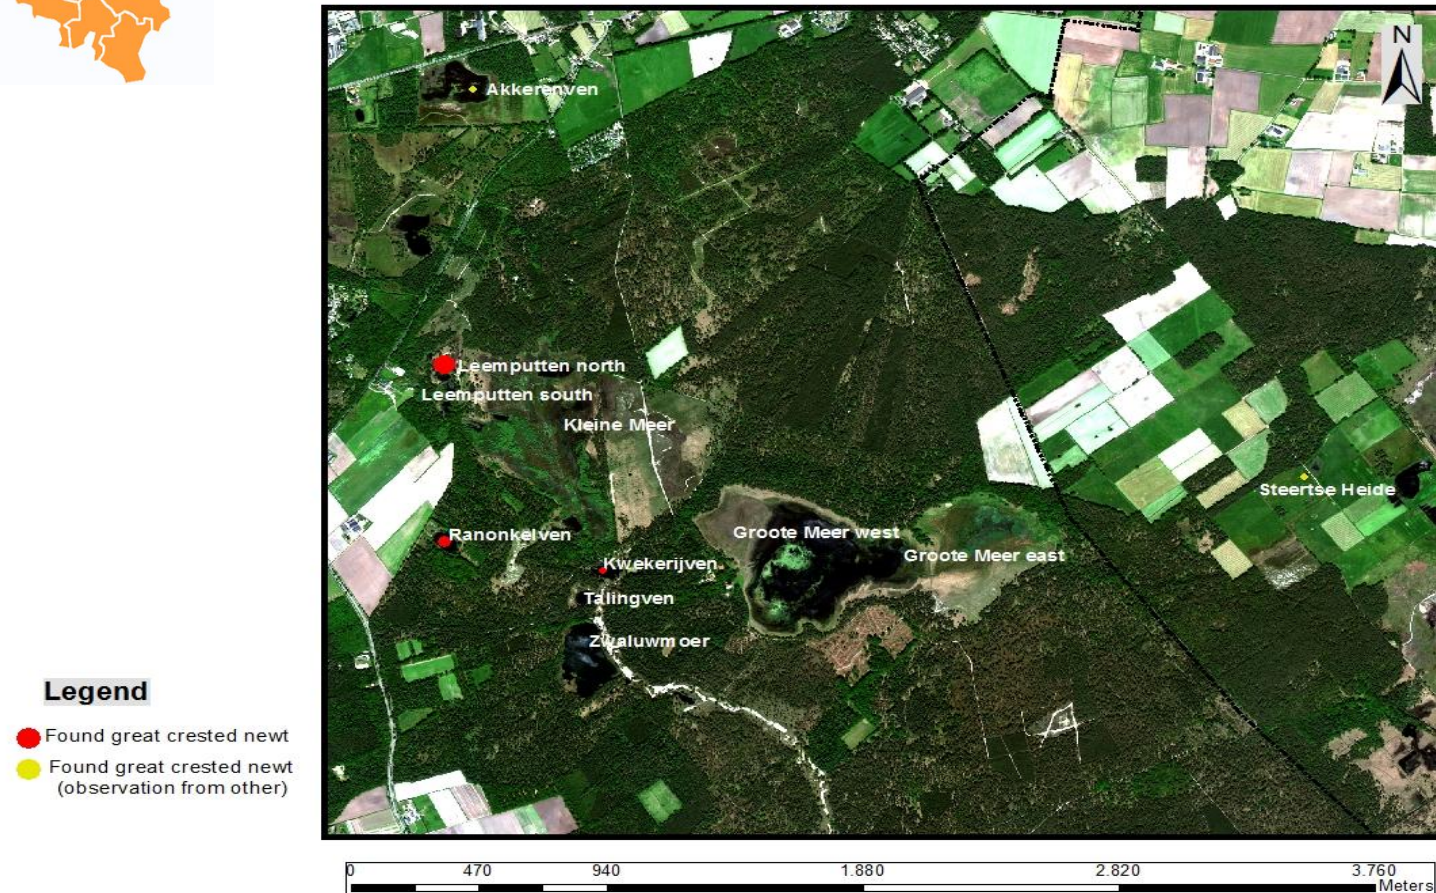 N
Akkerenven
Leemputten north
Leemputten south
Kleine Meer
Steertse Heide
Ranonkelven
Groote Meer west
Groote Meer east
Kwekerijven
Talingven
Zwaluwmoer
Legend
Found great crested newt
Found great crested newt
(observation from other)
0 470 940 1.880 2.820 3.760
Meters